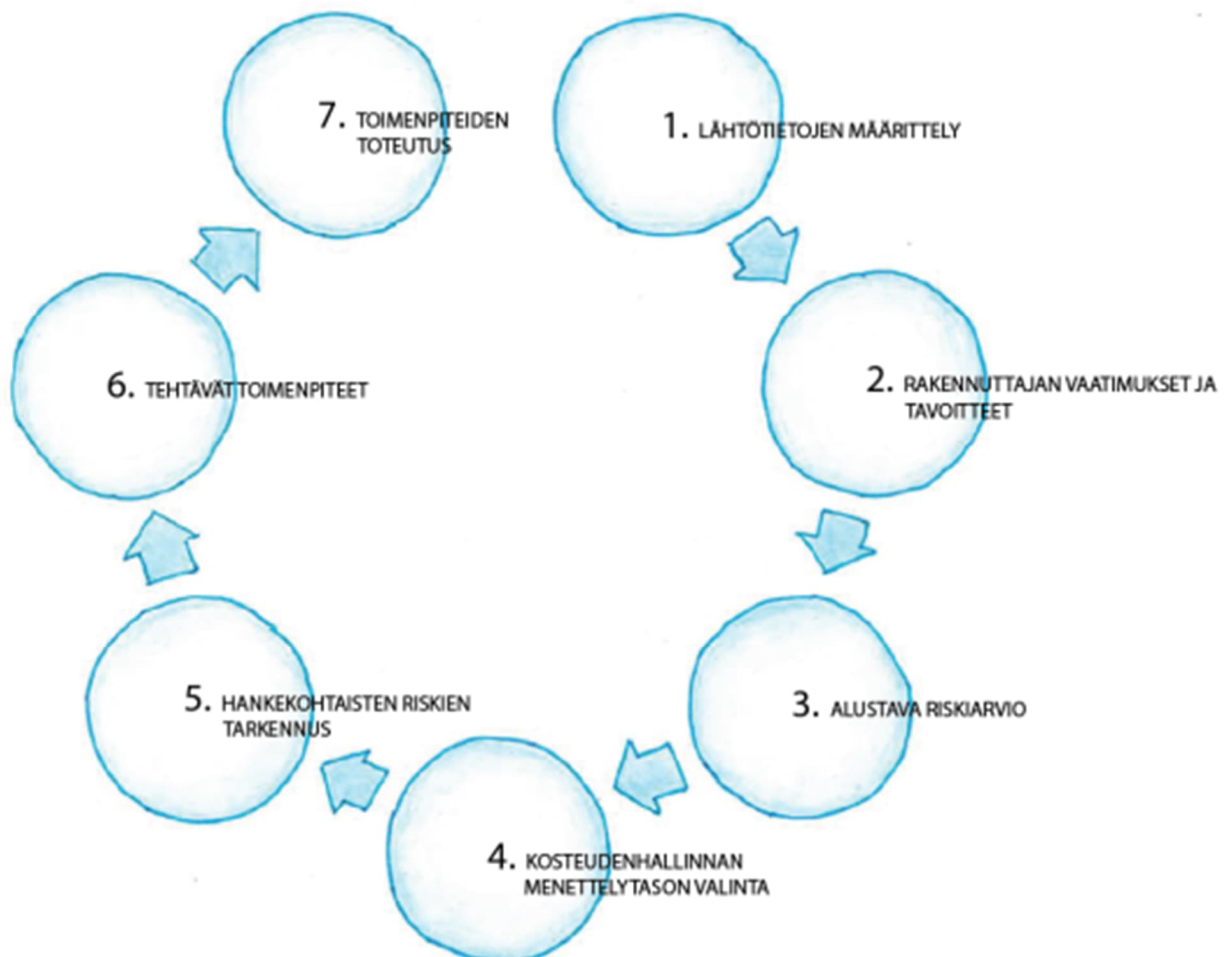 1. LÄHTÖTIETOJEN MÄÄRITTELY
2. RAKENNUTTAJAN VAATIMUKSET JA
TAVOITTEET
3. ALUSTAVA RISKIARVIO
4. KOSTEUDENHALLINNAN
MENETTELYTASON VALINTA
5. HANKEKOHTAISTEN RISKIEN
TARKENNUS
6. TEHTÄVÄT TOIMENPITEET
7. TOIMENPITEIDEN
TOTEUTUS